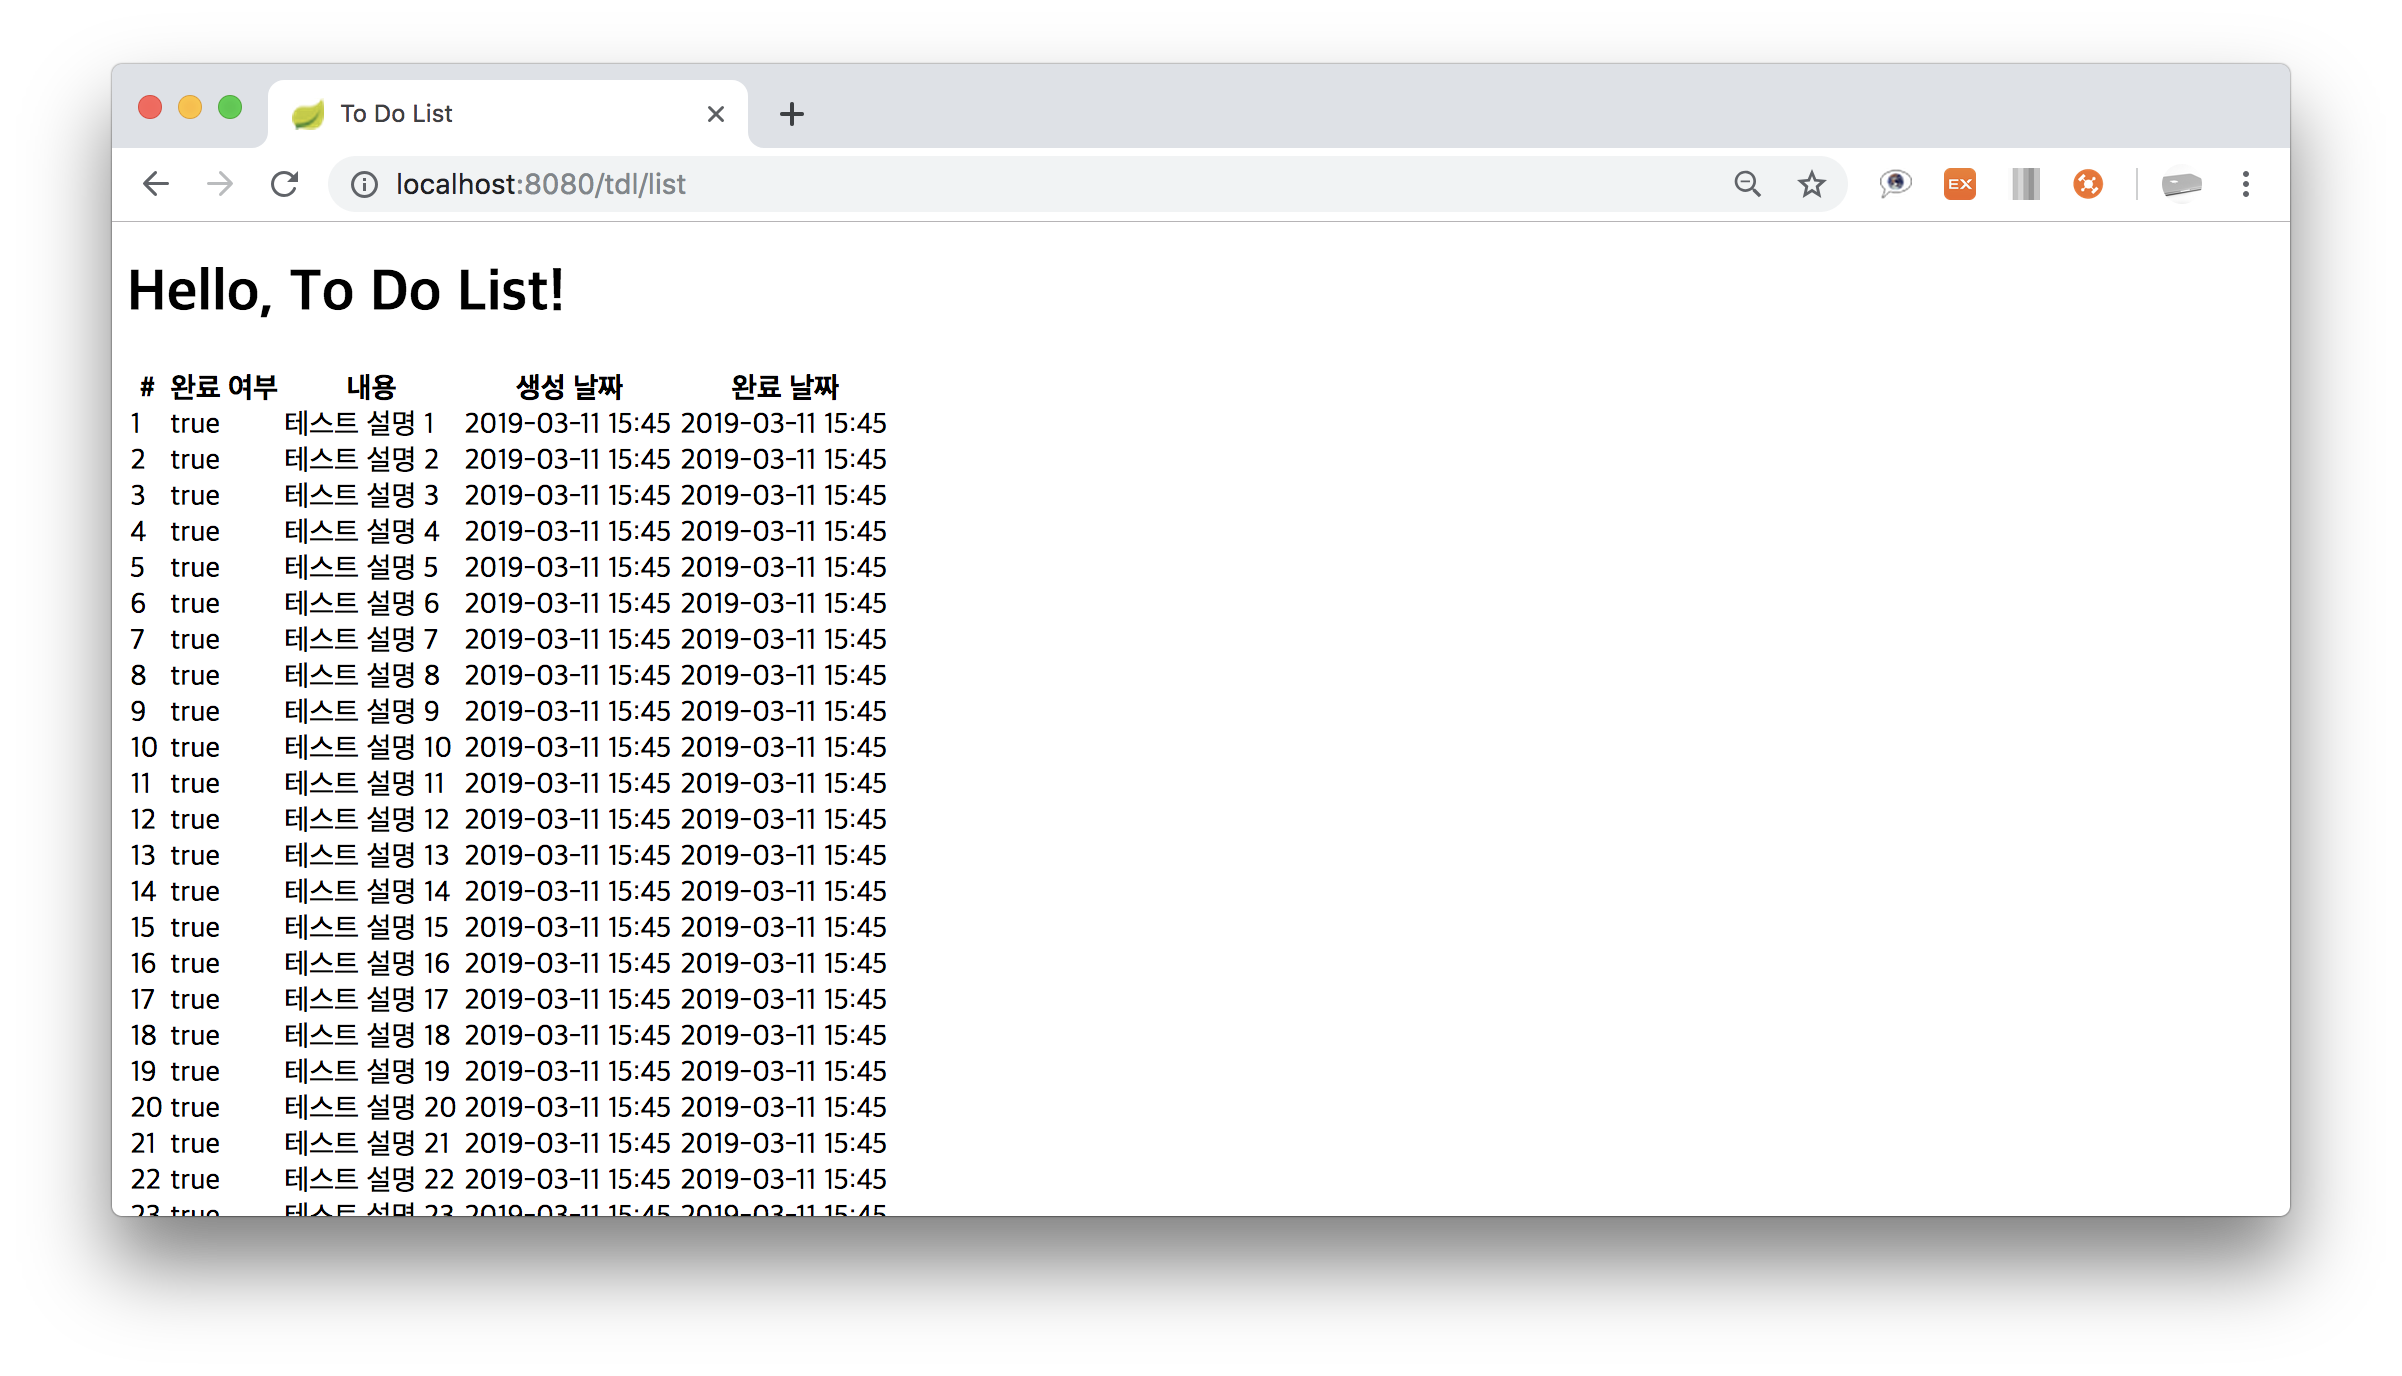 To Do List
localhost:8080/tdl/list
EX
Hello, To Do List!
# 완료 여부 내용 생성 날짜 완료 날짜
1 true 테스트 설명 1 2019-03-11 15:45 2019-03-11 15:45
2 true 테스트 설명 2 2019-03-11 15:45 2019-03-11 15:45
3 true 테스트 설명 3 2019-03-11 15:45 2019-03-11 15:45
4 true 테스트 설명 4 2019-03-11 15:45 2019-03-11 15:45
5 true 테스트 설명 5 2019-03-11 15:45 2019-03-11 15:45
6 true 테스트 설명 6 2019-03-11 15:45 2019-03-11 15:45
7 true 테스트 설명 7 2019-03-11 15:45 2019-03-11 15:45
8 true 테스트 설명 8 2019-03-11 15:45 2019-03-11 15:45
9 true 테스트 설명 9 2019-03-11 15:45 2019-03-11 15:45
10 true 테스트 설명 10 2019-03-11 15:45 2019-03-11 15:45
11 true 테스트 설명 11 2019-03-11 15:45 2019-03-11 15:45
12 true 테스트 설명 12 2019-03-11 15:45 2019-03-11 15:45
13 true 테스트 설명 13 2019-03-11 15:45 2019-03-11 15:45
14 true 테스트 설명 14 2019-03-11 15:45 2019-03-11 15:45
15 true 테스트 설명 15 2019-03-11 15:45 2019-03-11 15:45
16 true 테스트 설명 16 2019-03-11 15:45 2019-03-11 15:45
17 true 테스트 설명 17 2019-03-11 15:45 2019-03-11 15:45
18 true 테스트 설명 18 2019-03-11 15:45 2019-03-11 15:45
19 true 테스트 설명 19 2019-03-11 15:45 2019-03-11 15:45
20 true 테스트 설명 20 2019-03-11 15:45 2019-03-11 15:45
21 true 테스트 설명 21 2019-03-11 15:45 2019-03-11 15:45
22 true 테스트 설명 22 2019-03-11 15:45 2019-03-11 15:45
23 true 테스트 설명 23 2019-03-11 15:45 2019-03-11 15:45